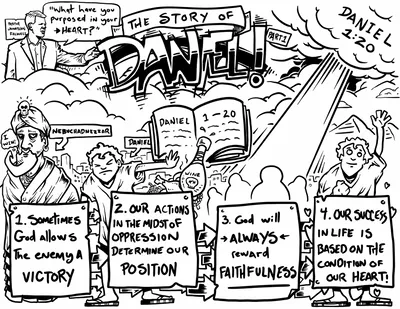 "What have you
purposed in your
→HEART?"
THE STORY OF
DANIEL!
PART 1
DANIEL
1:20
DANIEL
1-20
NEBUCHADNEZZAR
DANIEL
WINE
1. Sometimes
God allows
The enemy A
VICTORY
2. OUR ACTIONS
IN THE MIDST OF
OPPRESSION
DETERMINE OUR
POSITION
3. God will
→ALWAYS←
reward
FAITHFULNESS
4. OUR SUCCESS
IN LIFE IS
BASED ON THE
CONDITION OF
OUR HEART!